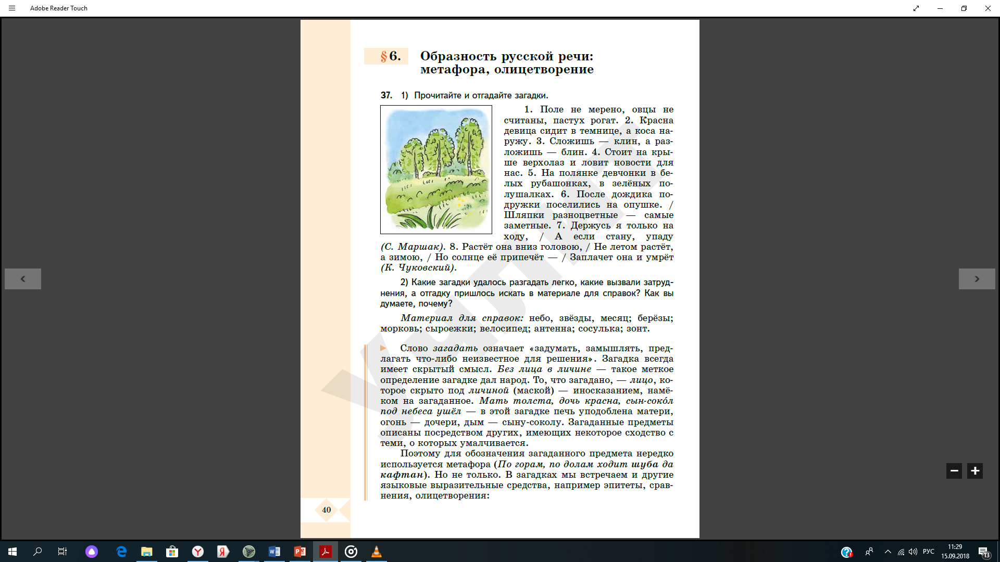 Adobe Reader Touch
§ 6. Образность русской речи:
метафора, олицетворение
37. 1) Прочитайте и отгадайте загадки.
1. Поле не мерено, овцы не
считаны, пастух рогат. 2. Красна
девица сидит в темнице, а коса на-
ружу. 3. Сложишь — клин, а раз-
ложишь — блин. 4. Стоит на кры-
ше верхолаз и ловит новости для
нас. 5. На полянке девчонки в бе-
лых рубашонках, в зелёных по-
лушалках. 6. После дождика по-
дружки поселились на опушке. /
Шляпки разноцветные — самые
заметные. 7. Держусь я только на
ходу, / А если стану, упаду
(С. Маршак). 8. Растёт она вниз головою, / Не летом растёт,
а зимою, / Но солнце её припечёт — / Заплачет она и умрёт
(К. Чуковский).
2) Какие загадки удалось разгадать легко, какие вызвали затруд-
нения, а отгадку пришлось искать в материале для справок? Как вы
думаете, почему?
Материал для справок: небо, звёзды, месяц; берёзы;
морковь; сыроежки; велосипед; антенна; сосулька; зонт.
Слово загадать означает «задумать, замышлять, пред-
лагать что-либо неизвестное для решения». Загадка всегда
имеет скрытый смысл. Без лица в личине — такое меткое
определение загадке дал народ. То, что загадано, — лицо, ко-
торое скрыто под личиной (маской) — иносказанием, намё-
ком на загаданное. Мать толста, дочь красна, сын-соко́л
под небеса ушёл — в этой загадке печь уподоблена матери,
огонь — дочери, дым — сыну-соколу. Загаданные предметы
описаны посредством других, имеющих некоторое сходство с
теми, о которых умалчивается.
Поэтому для обозначения загаданного предмета нередко
используется метафора (По горам, по долам ходит шуба да
кафтан). Но не только. В загадках мы встречаем и другие
языковые выразительные средства, например эпитеты, срав-
нения, олицетворения:
40
учлит
РУС
11:29
15.09.2018
13